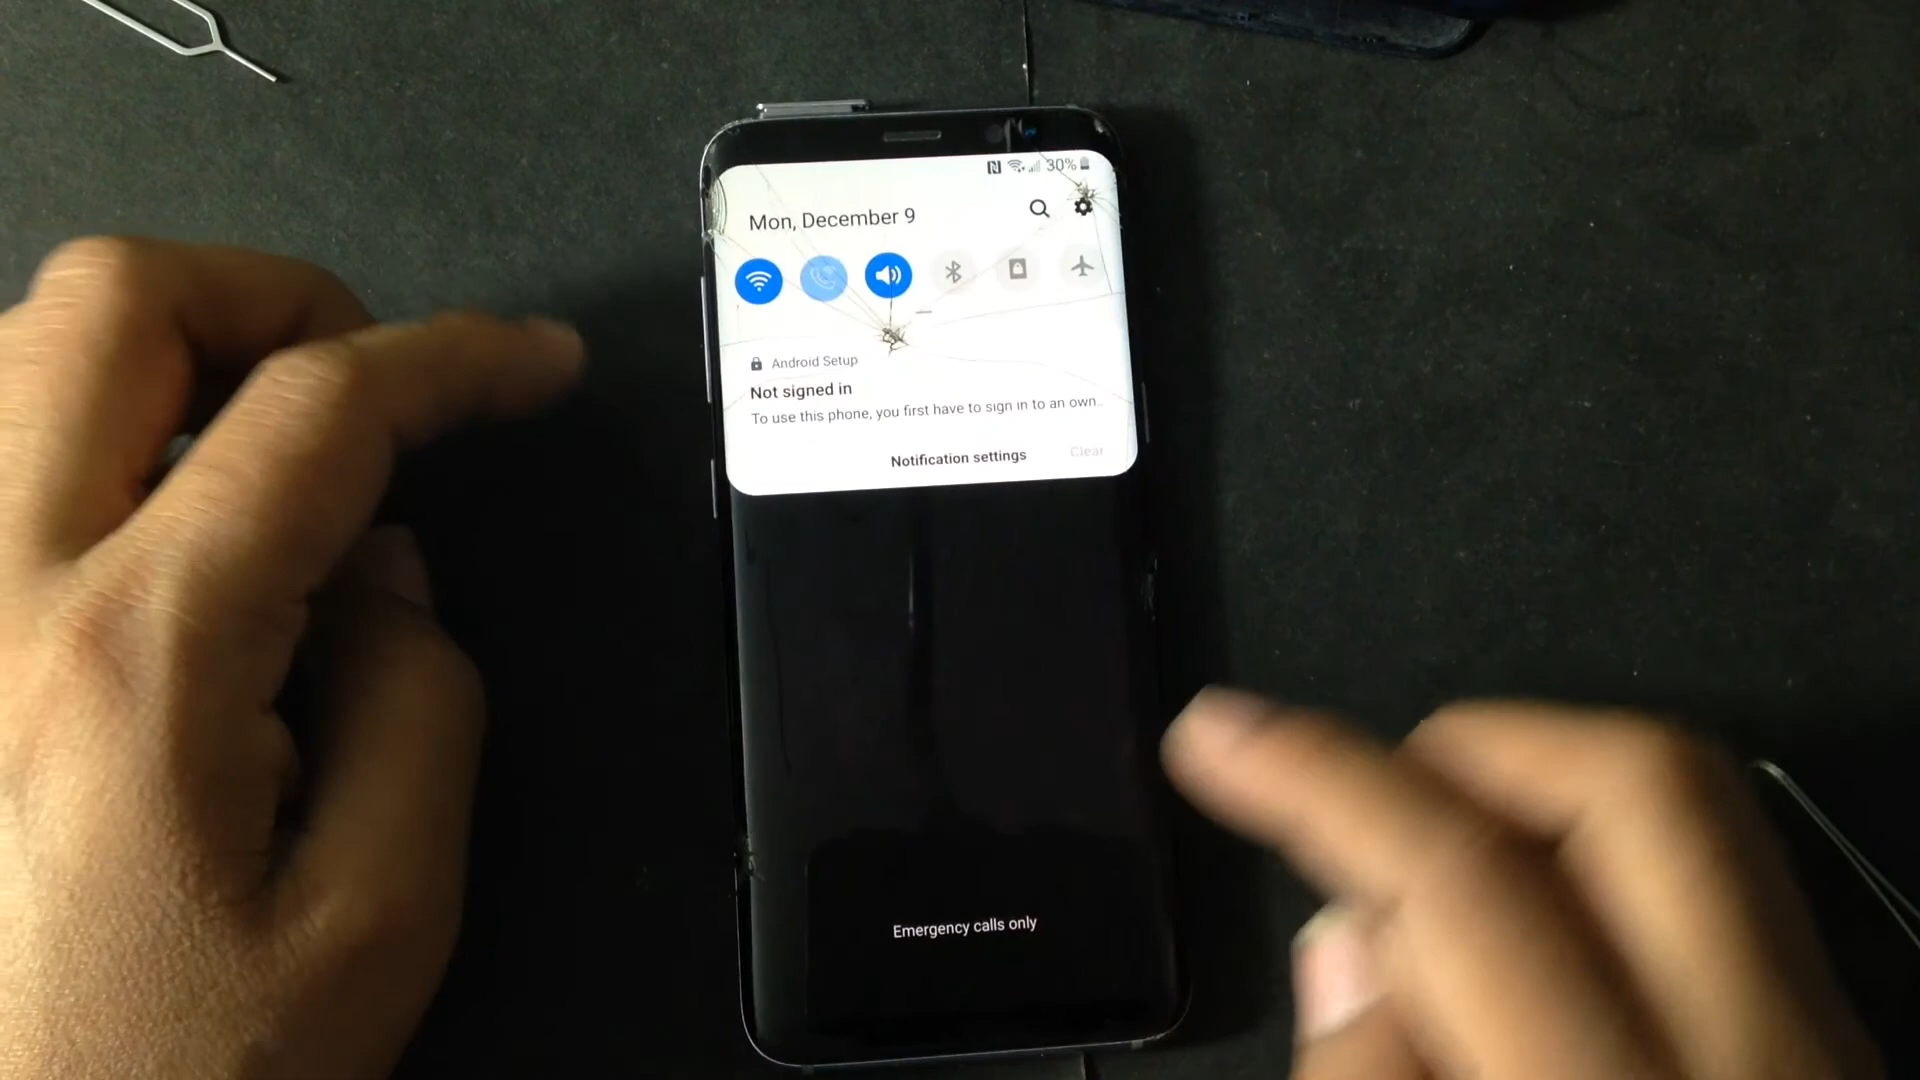 30%
Mon, December 9
Android Setup
Not signed in
To use this phone, you first have to sign in to an own..
Notification settings
Clear
Emergency calls only